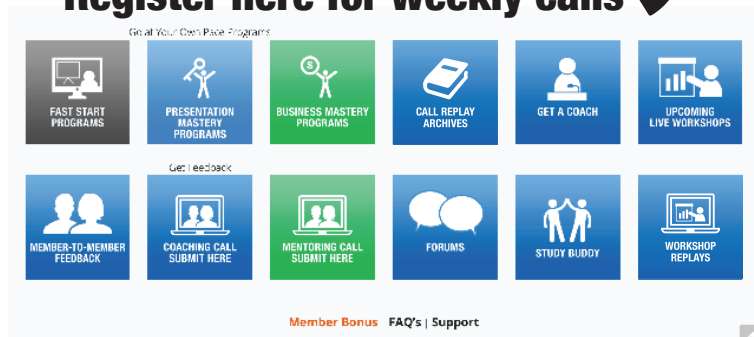 Register here for weekly calls
Go at Your Own Pace Programs
FAST START
PROGRAMS
PRESENTATION
MASTERY
PROGRAMS
$
BUSINESS MASTERY
PROGRAMS
CALL REPLAY
ARCHIVES
GET A COACH
UPCOMING
LIVE WORKSHOPS
Get Feedback
MEMBER-TO-MEMBER
FEEDBACK
COACHING CALL
SUBMIT HERE
MENTORING CALL
SUBMIT HERE
FORUMS
STUDY BUDDY
WORKSHOP
REPLAYS
Member Bonus FAQ's | Support